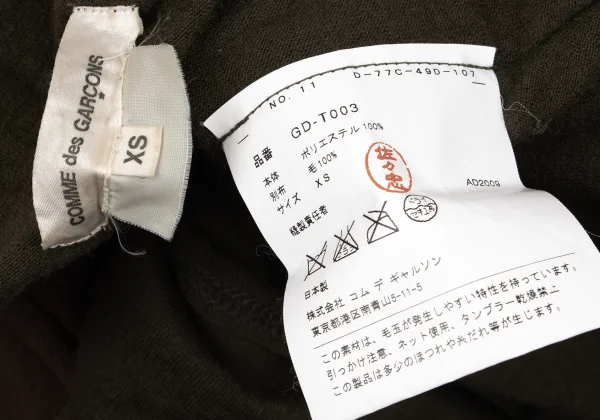 COMME des GARÇONS
XS
NO. 11 D-77C-49D-107
品番 GD-T003
本体 ポリエステル 100%
別布 毛100%
サイズ XS
縫製責任者
佐々忠
AD2009
日本製
株式会社 コム デ ギャルソン
東京都港区南青山5-11-5
この素材は、毛玉が発生しやすい特性を持っています。
引っかけ注意、ネット使用、タンブラー乾燥禁止
この製品は多少のほつれや糸だれ等が生じます。